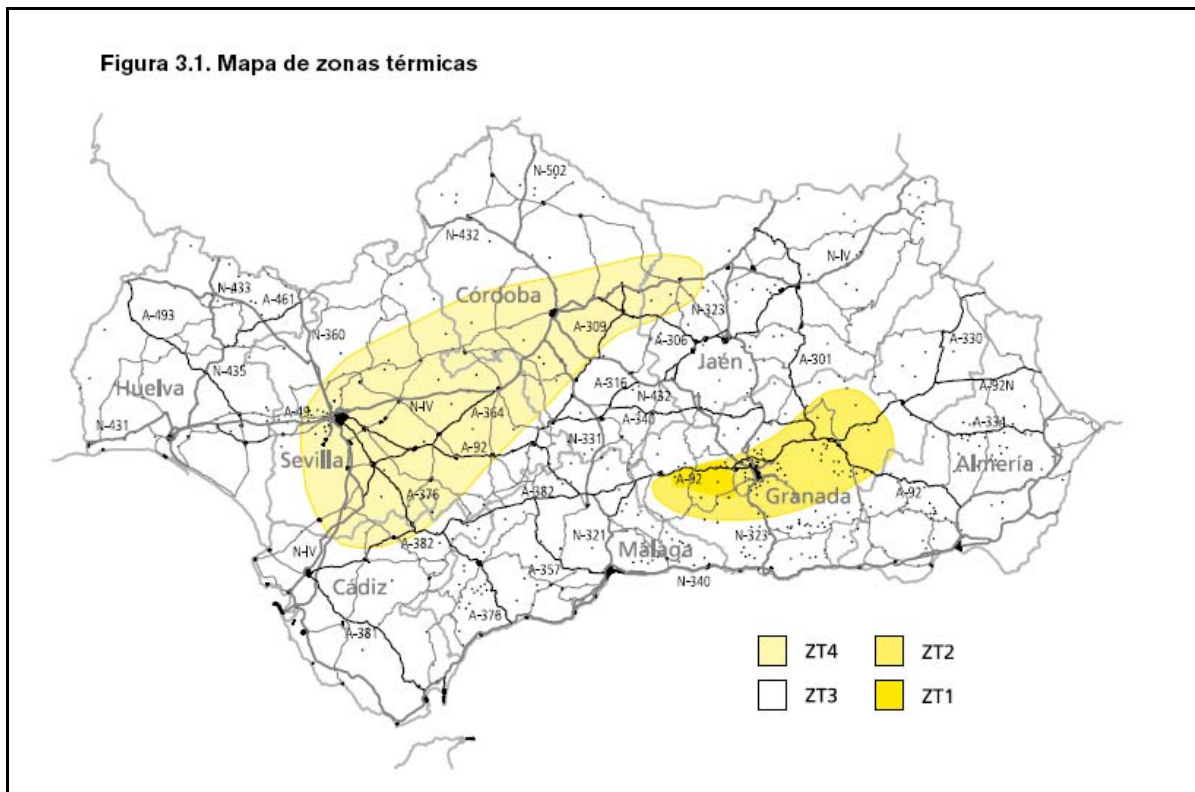 Figura 3.1. Mapa de zonas térmicas
N-502
N-432
N-IV
N-433
A-461
A-493
N-360
Córdoba
A-309
N-323
A-306
Jaén
A-330
A-301
Huelva
N-435
A-316
N-432
A-92N
A-49
N-IV
A-364
A-340
N-431
A-334
N-331
A-92
Sevilla
Almería
A-92
Granada
A-376
A-382
A-92
N-IV
A-382
N-321
Málaga
N-323
Cádiz
A-357
N-340
A-376
A-381
ZT4
ZT2
ZT3
ZT1